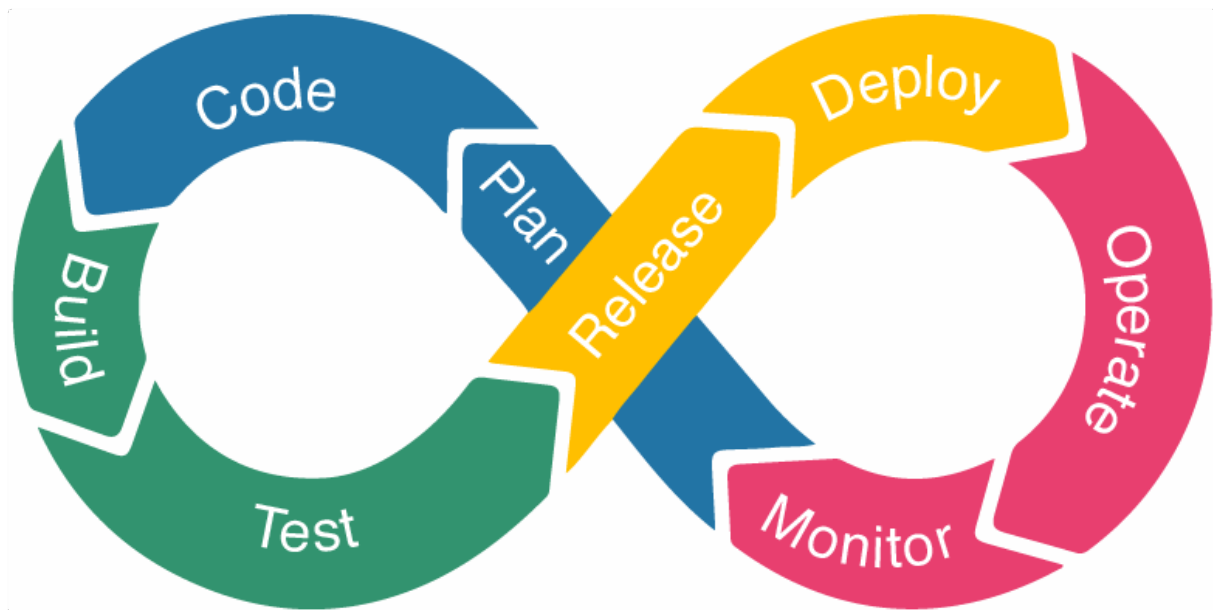 Plan
Code
Build
Test
Release
Deploy
Operate
Monitor